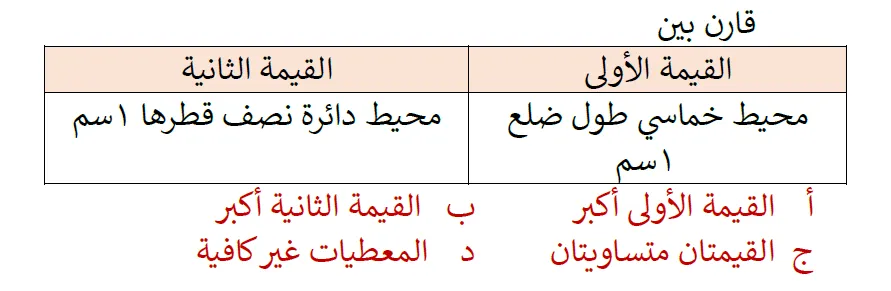 قارن بين
القيمة الأولى القيمة الثانية
محيط خماسي طول ضلع محيط دائرة نصف قطرها ١سم
١سم
أ القيمة الأولى أكبر ب القيمة الثانية أكبر
ج القيمتان متساويتان د المعطيات غير كافية